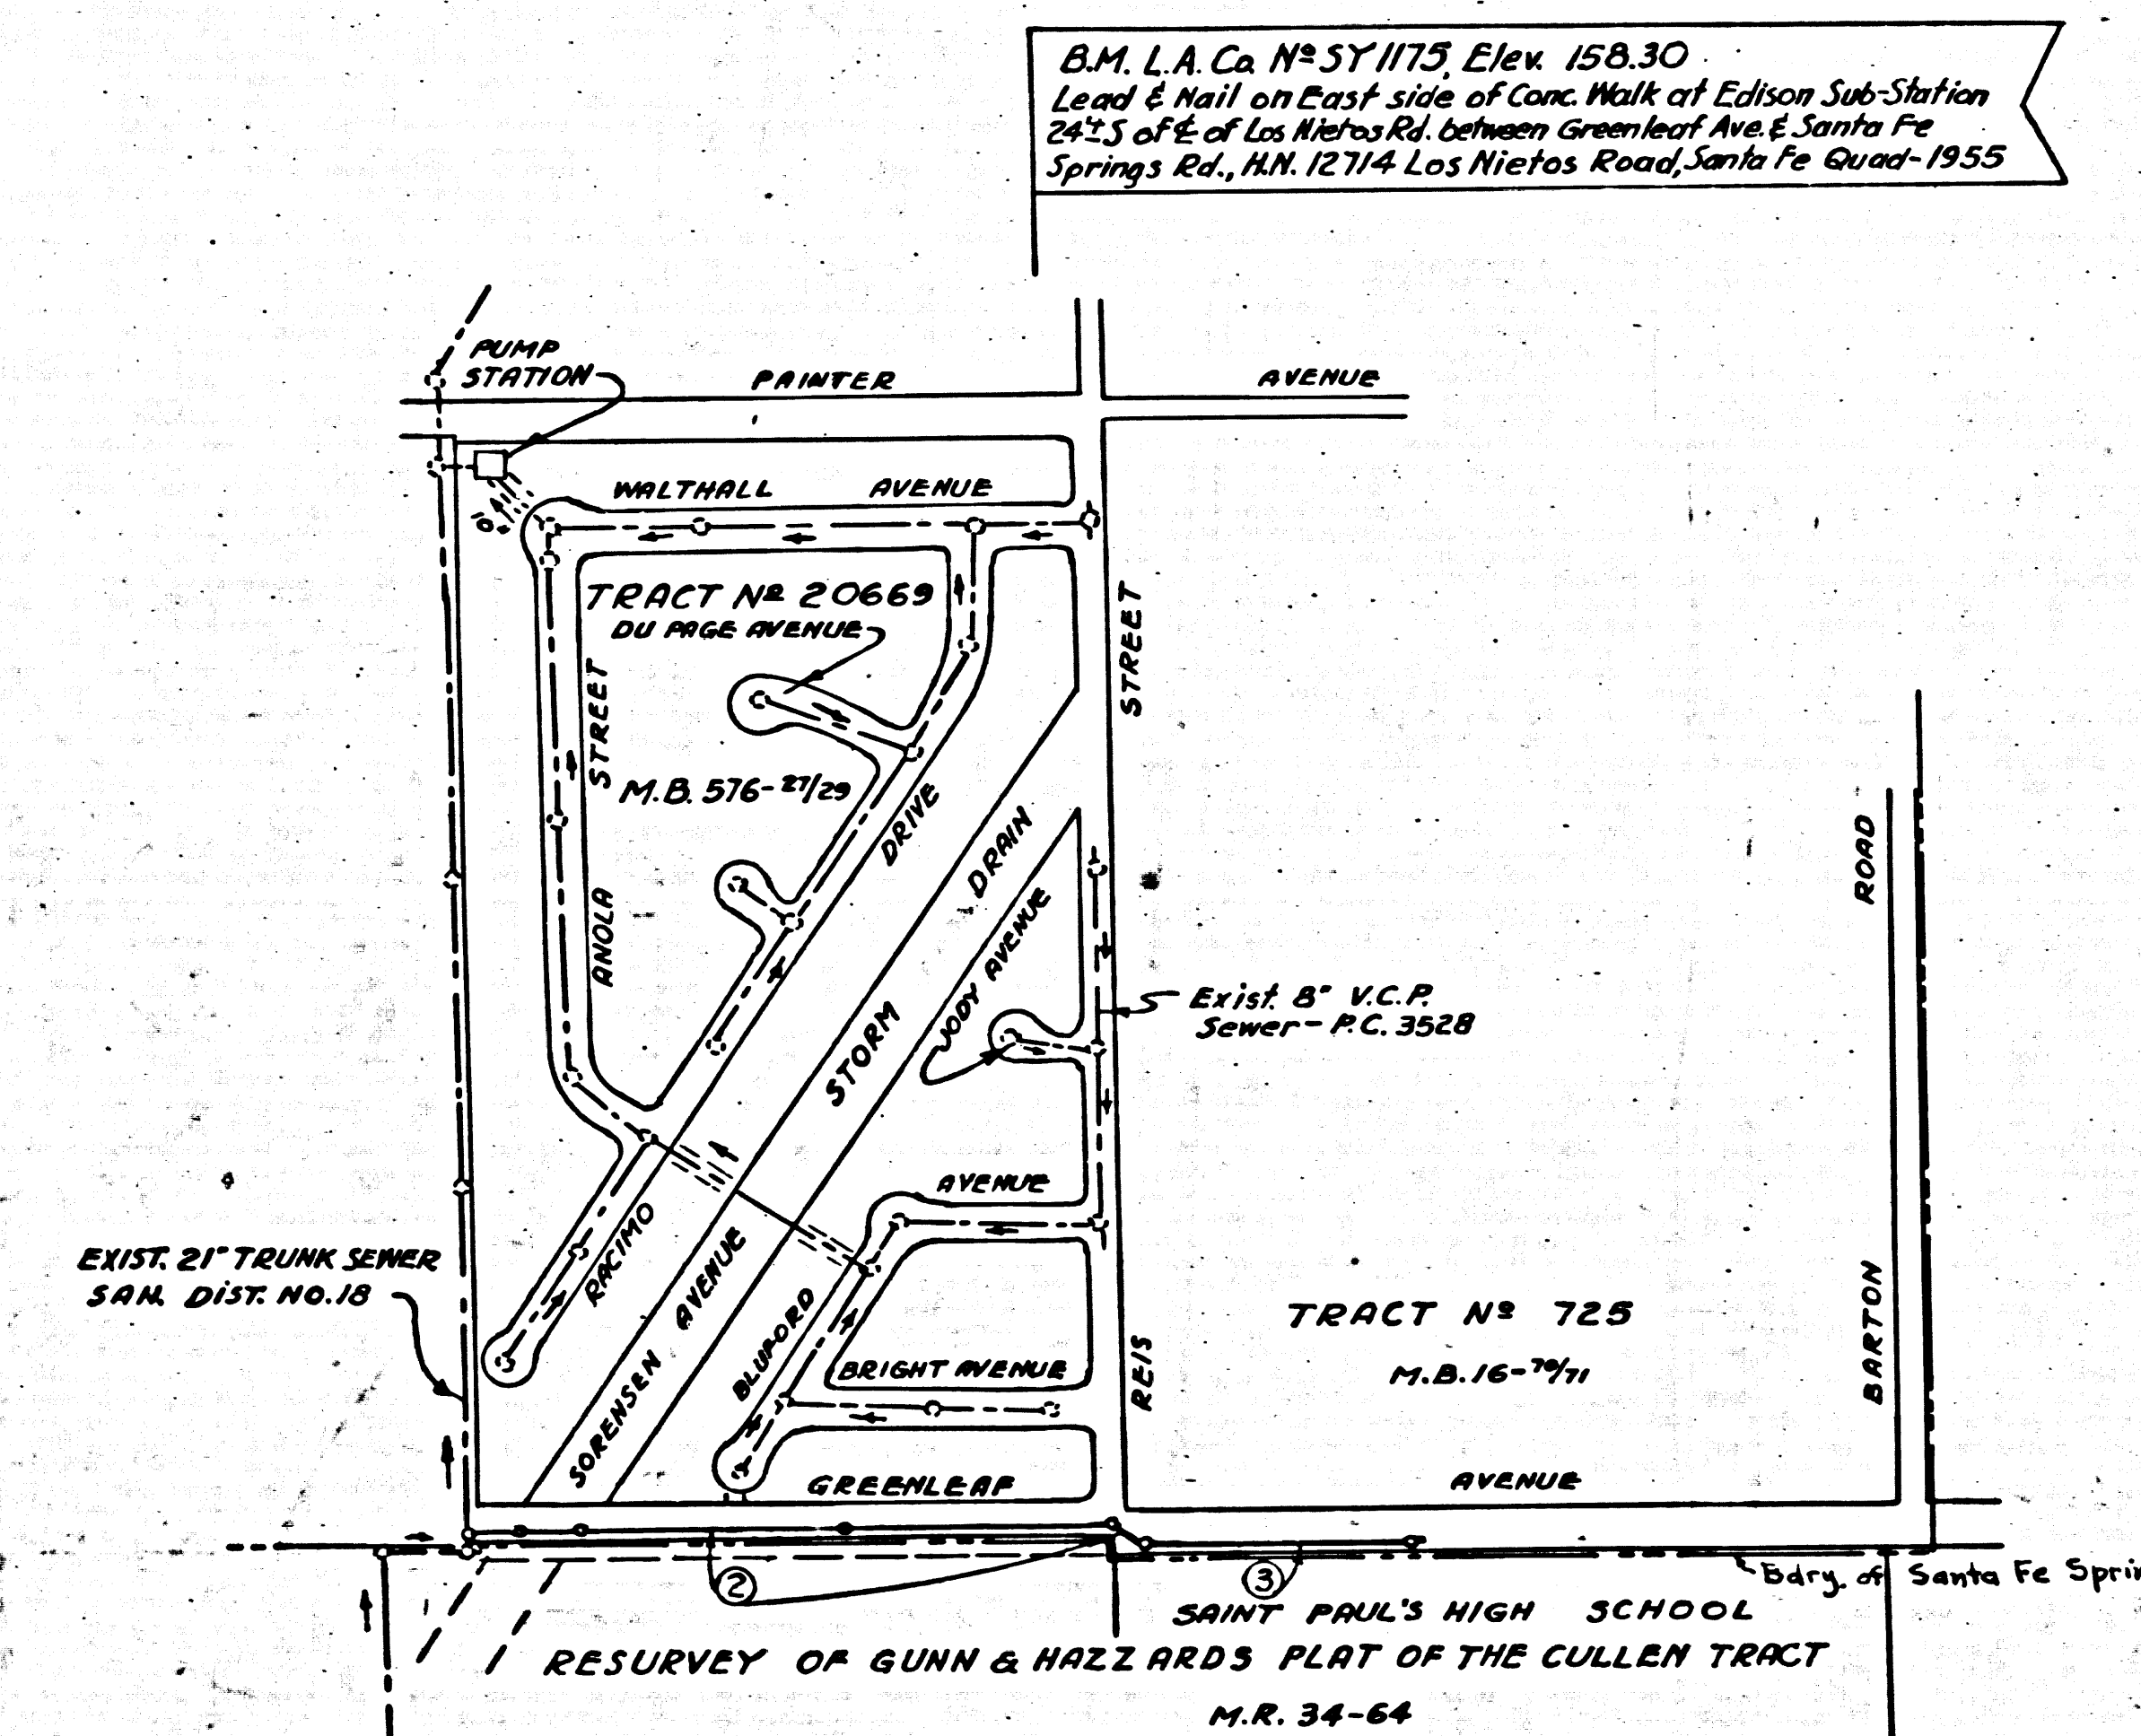 B.M. L.A. Co. Nº SY 1175, Elev. 158.30
Lead & Nail on East side of Conc. Walk at Edison Sub-Station
24'± S of ℄ of Los Nietos Rd. between Greenleaf Ave. & Santa Fe
Springs Rd., H.N. 12714 Los Nietos Road, Santa Fe Quad-1955
PUMP
STATION
PAINTER AVENUE
WALTHALL AVENUE
TRACT Nº 20669
DU PAGE AVENUE
STREET
STREET
M.B. 576-27/29
DRIVE
DRAIN
ROAD
ANOLA
JODY AVENUE
Exist. 8" V.C.P.
Sewer - P.C. 3528
STORM
AVENUE
RACIMO
EXIST. 21" TRUNK SEWER
SAN. DIST. NO. 18
AVENUE
BLUFORD
TRACT Nº 725
BARTON
REIS
BRIGHT AVENUE
M.B. 16-70/71
SORENSEN
GREENLEAF AVENUE
2
3
Bdry. of Santa Fe Sprin
SAINT PAUL'S HIGH SCHOOL
RESURVEY OF GUNN & HAZZARDS PLAT OF THE CULLEN TRACT
M.R. 34-64